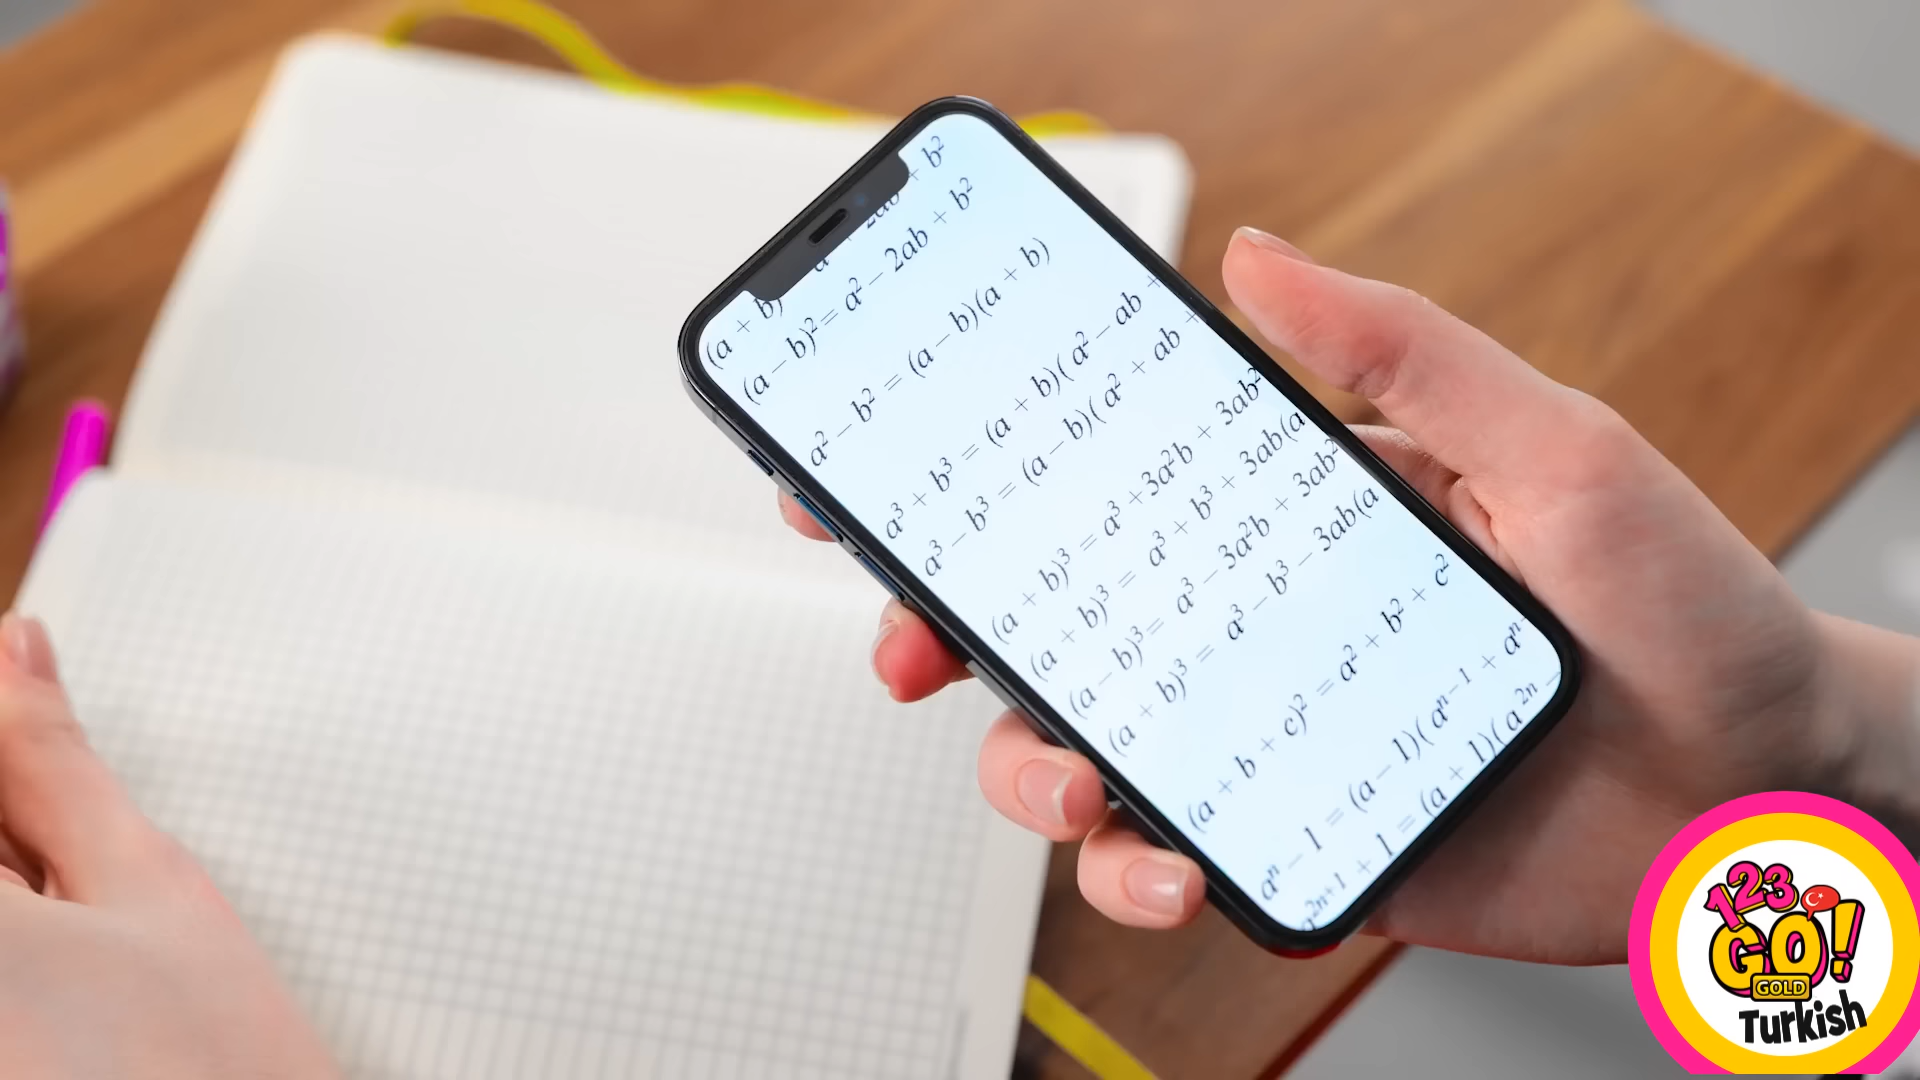 (a + b) a + 2ab + b²
(a − b)² = a² − 2ab + b²
a² − b² = (a − b)(a + b)
a³ + b³ = (a + b)( a² − ab +
a³ − b³ = (a − b)( a² + ab +
(a + b)³ = a³ + 3a²b + 3ab²
(a + b)³ = a³ + b³ + 3ab(a
(a − b)³ = a³ − 3a²b + 3ab²
(a + b)³ = a³ − b³ − 3ab(a
(a + b + c)² = a² + b² + c²
aⁿ − 1 = (a − 1)( aⁿ⁻¹ + aⁿ⁻
a²ⁿ⁺¹ + 1 = (a + 1)( a²ⁿ −
123
GO!
GOLD
Turkish